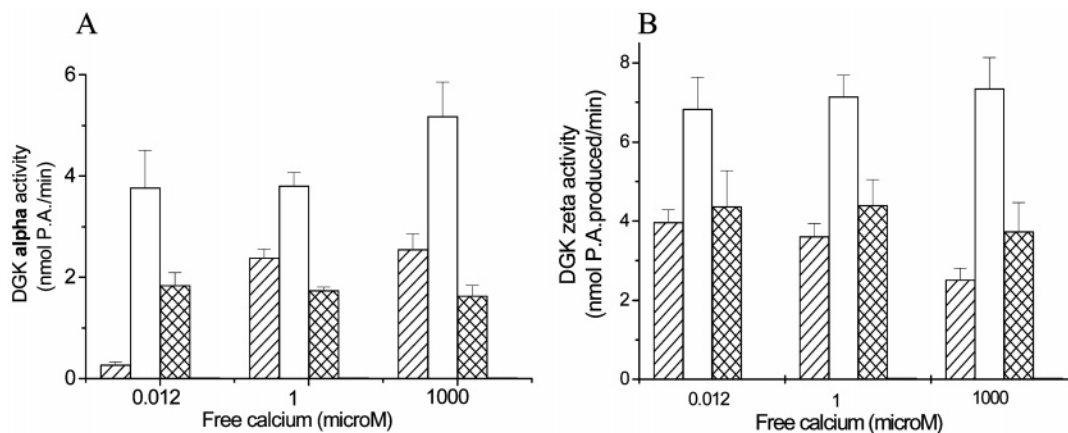 A
DGK alpha activity
(nmol P.A./min)
6
4
2
0
0.012
1
1000
Free calcium (microM)
B
DGK zeta activity
(nmol P.A.produced/min)
8
6
4
2
0
0.012
1
1000
Free calcium (microM)